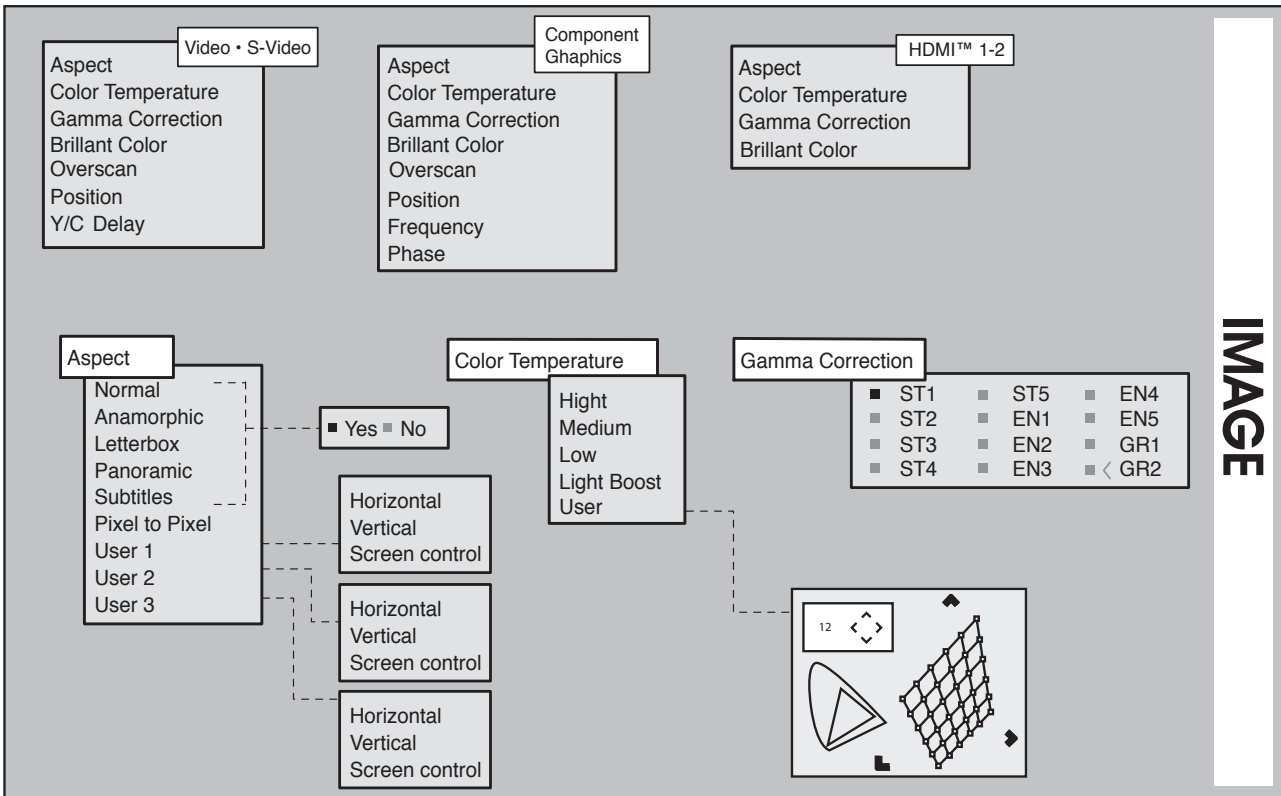 Video • S-Video
Aspect
Color Temperature
Gamma Correction
Brillant Color
Overscan
Position
Y/C Delay
Component
Ghaphics
Aspect
Color Temperature
Gamma Correction
Brillant Color
Overscan
Position
Frequency
Phase
HDMI™ 1-2
Aspect
Color Temperature
Gamma Correction
Brillant Color
IMAGE
Aspect
Normal
Anamorphic
Letterbox
Panoramic
Subtitles
Pixel to Pixel
User 1
User 2
User 3
Yes No
Horizontal
Vertical
Screen control
Horizontal
Vertical
Screen control
Horizontal
Vertical
Screen control
Color Temperature
Hight
Medium
Low
Light Boost
User
Gamma Correction
ST1 ST5 EN4
ST2 EN1 EN5
ST3 EN2 GR1
ST4 EN3 GR2
12